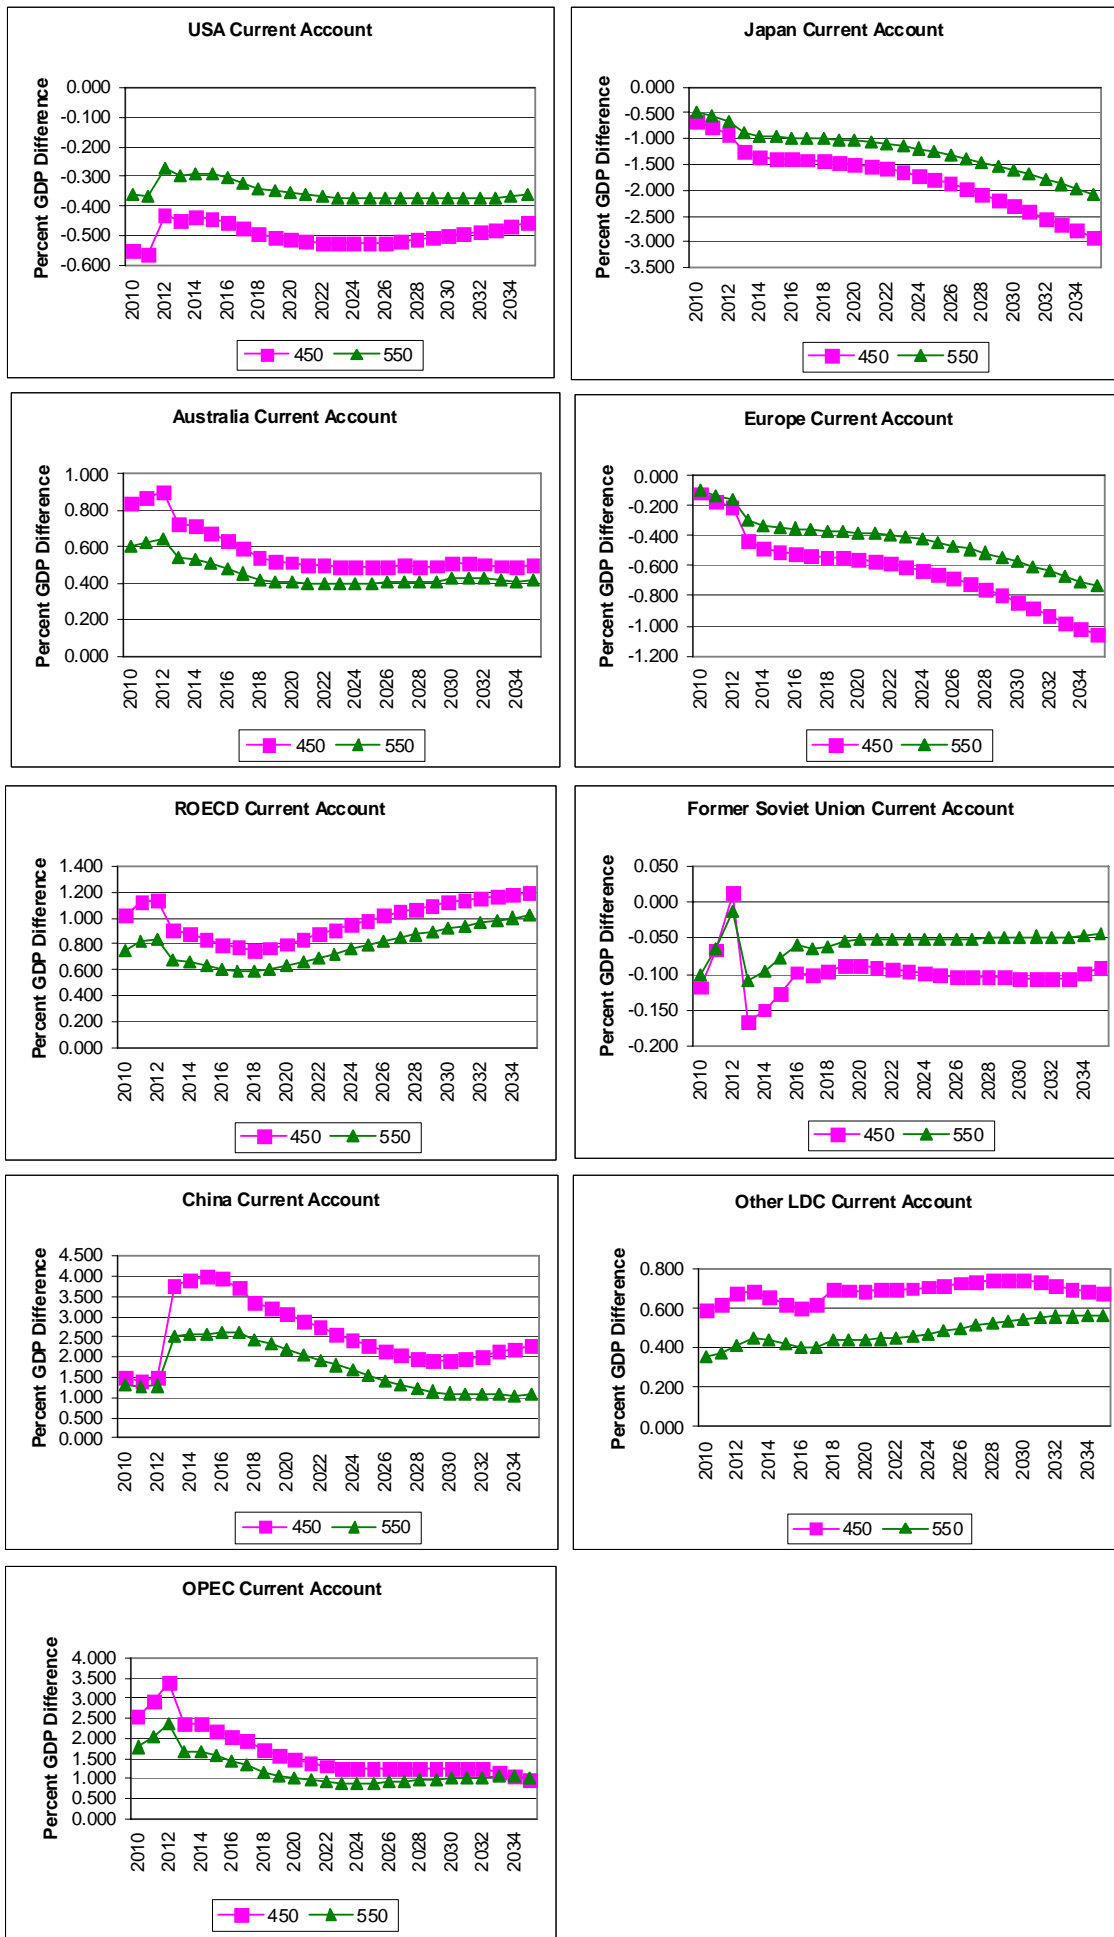 USA Current Account
Percent GDP Difference
0.000
-0.100
-0.200
-0.300
-0.400
-0.500
-0.600
2010 2012 2014 2016 2018 2020 2022 2024 2026 2028 2030 2032 2034
450 550
Japan Current Account
Percent GDP Difference
0.000
-0.500
-1.000
-1.500
-2.000
-2.500
-3.000
-3.500
2010 2012 2014 2016 2018 2020 2022 2024 2026 2028 2030 2032 2034
450 550
Australia Current Account
Percent GDP Difference
1.000
0.800
0.600
0.400
0.200
0.000
2010 2012 2014 2016 2018 2020 2022 2024 2026 2028 2030 2032 2034
450 550
Europe Current Account
Percent GDP Difference
0.000
-0.200
-0.400
-0.600
-0.800
-1.000
-1.200
2010 2012 2014 2016 2018 2020 2022 2024 2026 2028 2030 2032 2034
450 550
ROECD Current Account
Percent GDP Difference
1.400
1.200
1.000
0.800
0.600
0.400
0.200
0.000
2010 2012 2014 2016 2018 2020 2022 2024 2026 2028 2030 2032 2034
450 550
Former Soviet Union Current Account
Percent GDP Difference
0.050
0.000
-0.050
-0.100
-0.150
-0.200
2010 2012 2014 2016 2018 2020 2022 2024 2026 2028 2030 2032 2034
450 550
China Current Account
Percent GDP Difference
4.500
4.000
3.500
3.000
2.500
2.000
1.500
1.000
0.500
0.000
2010 2012 2014 2016 2018 2020 2022 2024 2026 2028 2030 2032 2034
450 550
Other LDC Current Account
Percent GDP Difference
0.800
0.600
0.400
0.200
0.000
2010 2012 2014 2016 2018 2020 2022 2024 2026 2028 2030 2032 2034
450 550
OPEC Current Account
Percent GDP Difference
4.000
3.500
3.000
2.500
2.000
1.500
1.000
0.500
0.000
2010 2012 2014 2016 2018 2020 2022 2024 2026 2028 2030 2032 2034
450 550